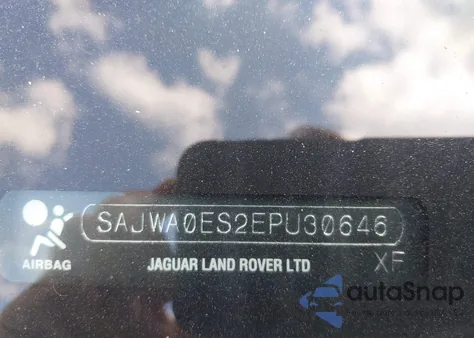 SAJWA0ES2EPU30646
AIRBAG
JAGUAR LAND ROVER LTD
XF
autoSnap